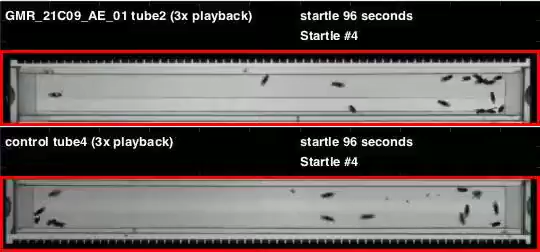 GMR_21C09_AE_01 tube2 (3x playback)
startle 96 seconds
Startle #4
control tube4 (3x playback)
startle 96 seconds
Startle #4